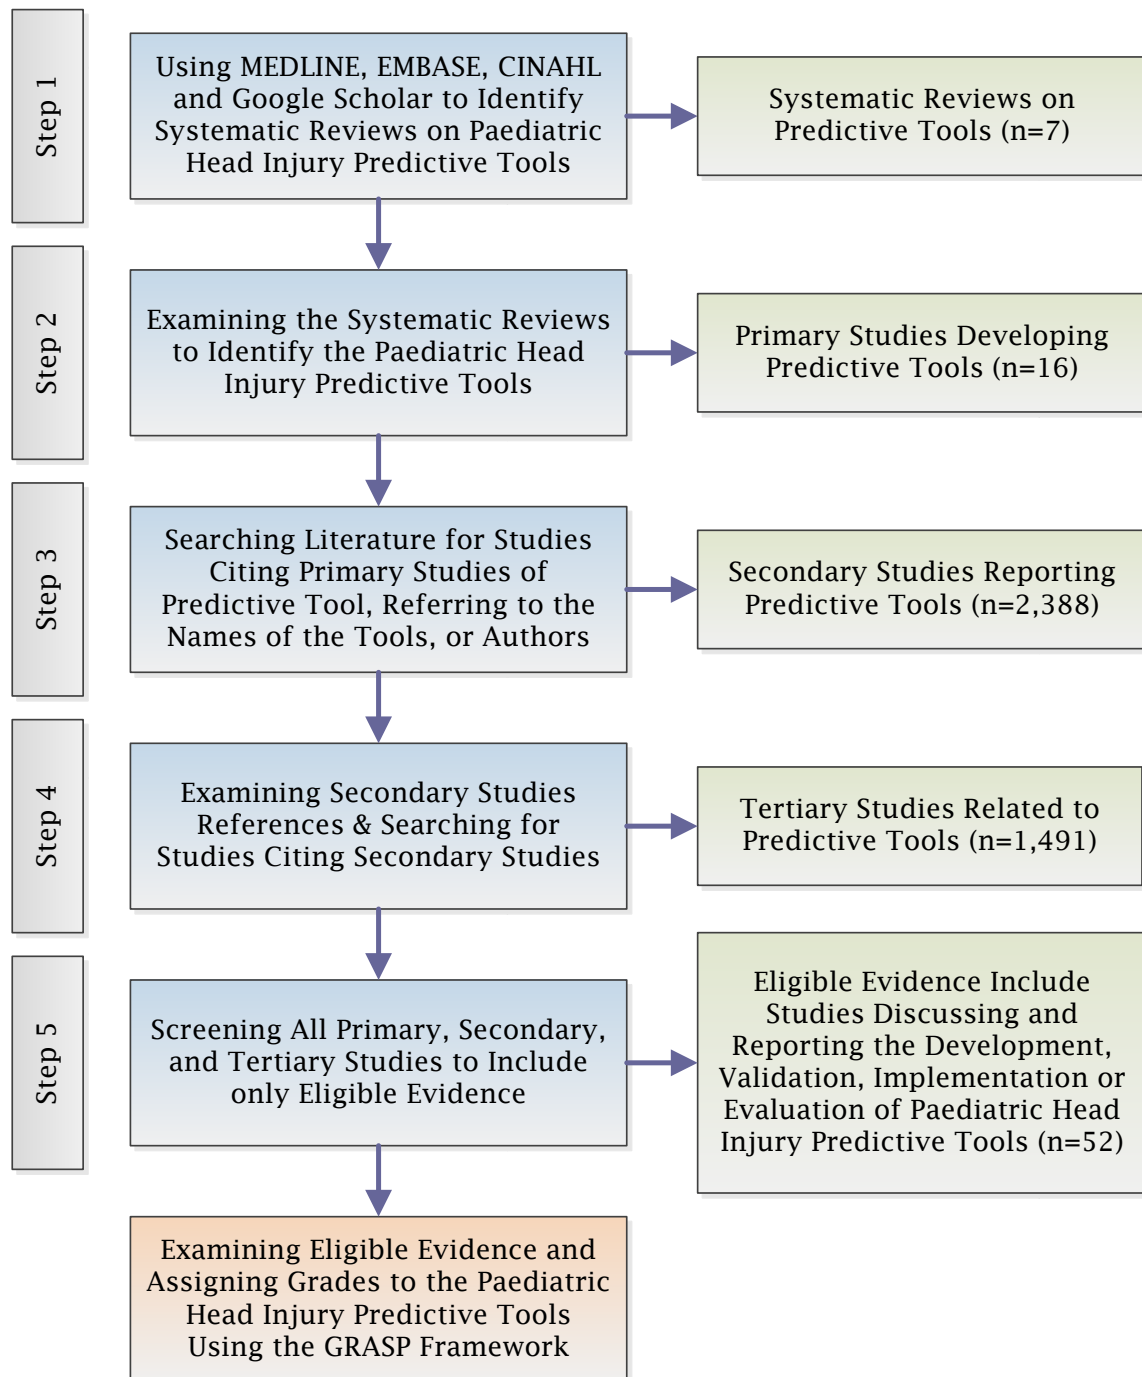 Step 1
Using MEDLINE, EMBASE, CINAHL
and Google Scholar to Identify
Systematic Reviews on Paediatric
Head Injury Predictive Tools
Systematic Reviews on
Predictive Tools (n=7)
Step 2
Examining the Systematic Reviews
to Identify the Paediatric Head
Injury Predictive Tools
Primary Studies Developing
Predictive Tools (n=16)
Step 3
Searching Literature for Studies
Citing Primary Studies of
Predictive Tool, Referring to the
Names of the Tools, or Authors
Secondary Studies Reporting
Predictive Tools (n=2,388)
Step 4
Examining Secondary Studies
References & Searching for
Studies Citing Secondary Studies
Tertiary Studies Related to
Predictive Tools (n=1,491)
Step 5
Screening All Primary, Secondary,
and Tertiary Studies to Include
only Eligible Evidence
Eligible Evidence Include
Studies Discussing and
Reporting the Development,
Validation, Implementation or
Evaluation of Paediatric Head
Injury Predictive Tools (n=52)
Examining Eligible Evidence and
Assigning Grades to the Paediatric
Head Injury Predictive Tools
Using the GRASP Framework